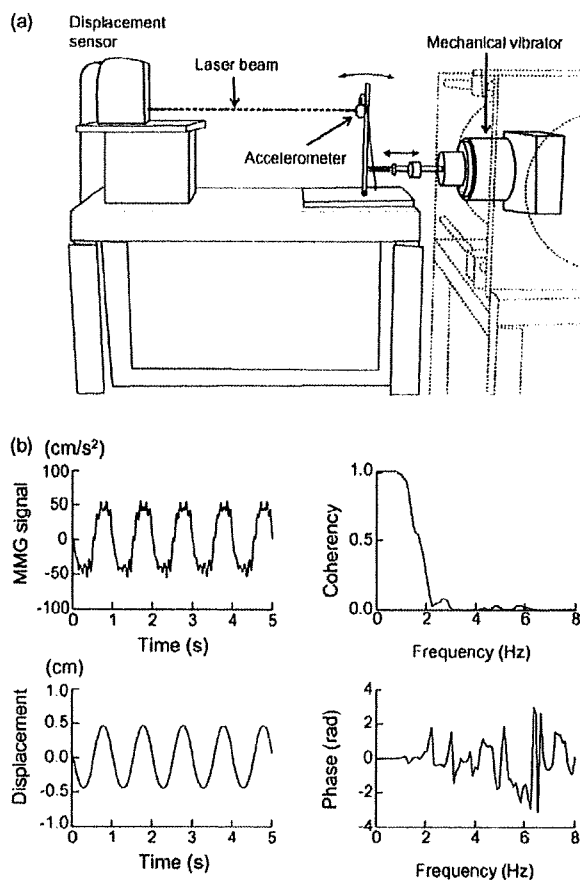 (a)
Displacement
sensor
Laser beam
Mechanical vibrator
Accelerometer
(b) (cm/s²)
MMG signal
100
50
0
-50
-100
0 1 2 3 4 5
Time (s)
Coherency
1.0
0.5
0.0
0 2 4 6 8
Frequency (Hz)
(cm)
Displacement
1.0
0.5
0.0
-0.5
-1.0
0 1 2 3 4 5
Time (s)
Phase (rad)
4
2
0
-2
-4
0 2 4 6 8
Frequency (Hz)